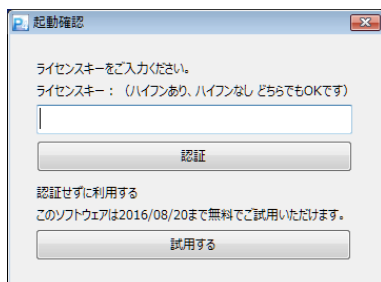 起動確認
ライセンスキーをご入力ください。
ライセンスキー： （ハイフンあり、ハイフンなし どちらでもOKです）
認証
認証せずに利用する
このソフトウェアは2016/08/20まで無料でご試用いただけます。
試用する